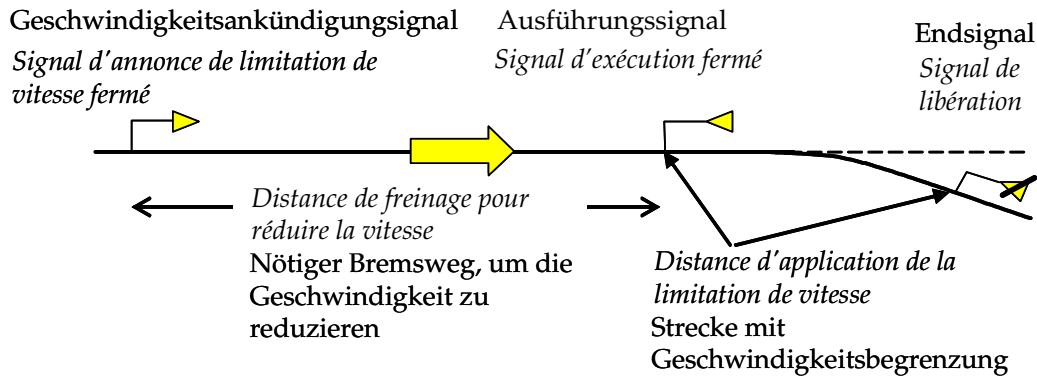 Geschwindigkeitsankündigungsignal
Signal d'annonce de limitation de
vitesse fermé
Ausführungssignal
Signal d'exécution fermé
Endsignal
Signal de
libération
Distance de freinage pour
réduire la vitesse
Nötiger Bremsweg, um die
Geschwindigkeit zu
reduzieren
Distance d'application de la
limitation de vitesse
Strecke mit
Geschwindigkeitsbegrenzung